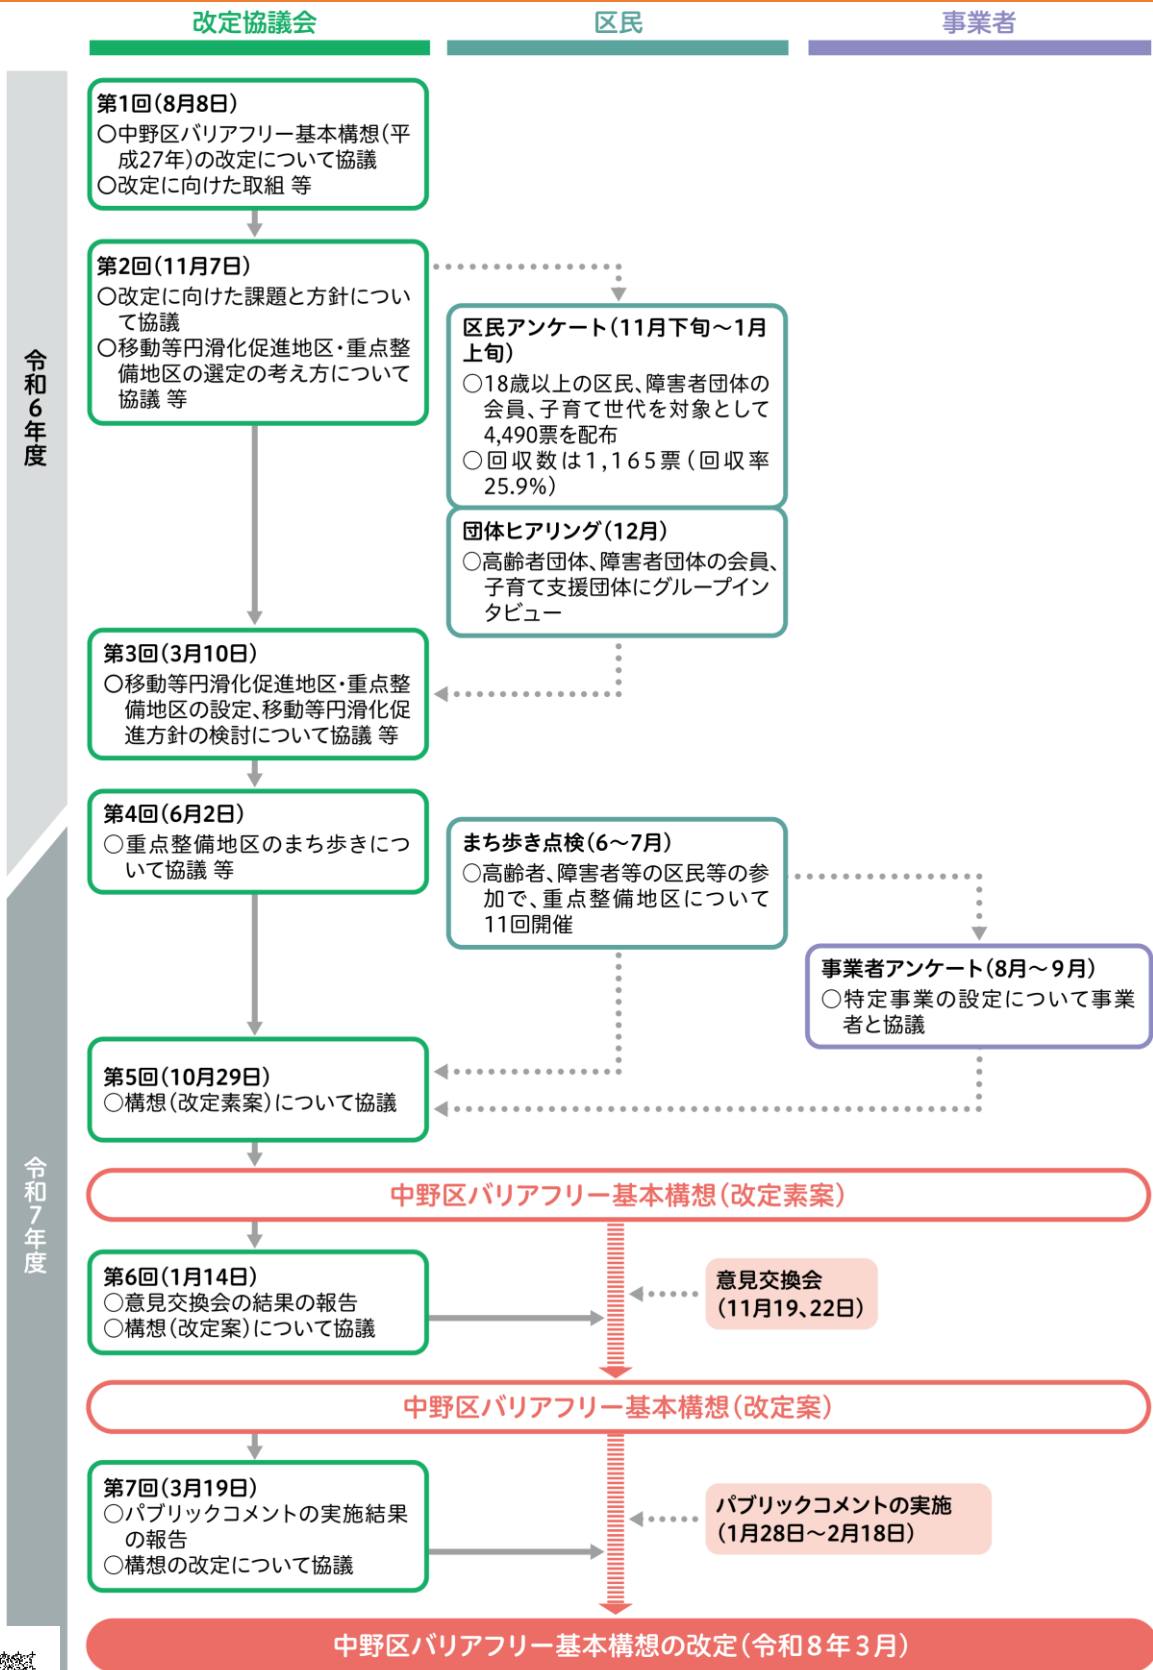 改定協議会
区民
事業者
令和6年度
第1回(8月8日)
○中野区バリアフリー基本構想(平
成27年)の改定について協議
○改定に向けた取組 等
第2回(11月7日)
○改定に向けた課題と方針につい
て協議
○移動等円滑化促進地区・重点整
備地区の選定の考え方について
協議 等
区民アンケート(11月下旬～1月
上旬)
○18歳以上の区民、障害者団体の
会員、子育て世代を対象として
4,490票を配布
○回収数は1,165票(回収率
25.9%)
団体ヒアリング(12月)
○高齢者団体、障害者団体の会員、
子育て支援団体にグループイン
タビュー
第3回(3月10日)
○移動等円滑化促進地区・重点整
備地区の設定、移動等円滑化促
進方針の検討について協議 等
令和7年度
第4回(6月2日)
○重点整備地区のまち歩きについ
て協議 等
まち歩き点検(6～7月)
○高齢者、障害者等の区民等の参
加で、重点整備地区について
11回開催
事業者アンケート(8月～9月)
○特定事業の設定について事業
者と協議
第5回(10月29日)
○構想(改定素案)について協議
中野区バリアフリー基本構想(改定素案)
第6回(1月14日)
○意見交換会の結果の報告
○構想(改定案)について協議
意見交換会
(11月19、22日)
中野区バリアフリー基本構想(改定案)
第7回(3月19日)
○パブリックコメントの実施結果
の報告
○構想の改定について協議
パブリックコメントの実施
(1月28日～2月18日)
中野区バリアフリー基本構想の改定(令和8年3月)